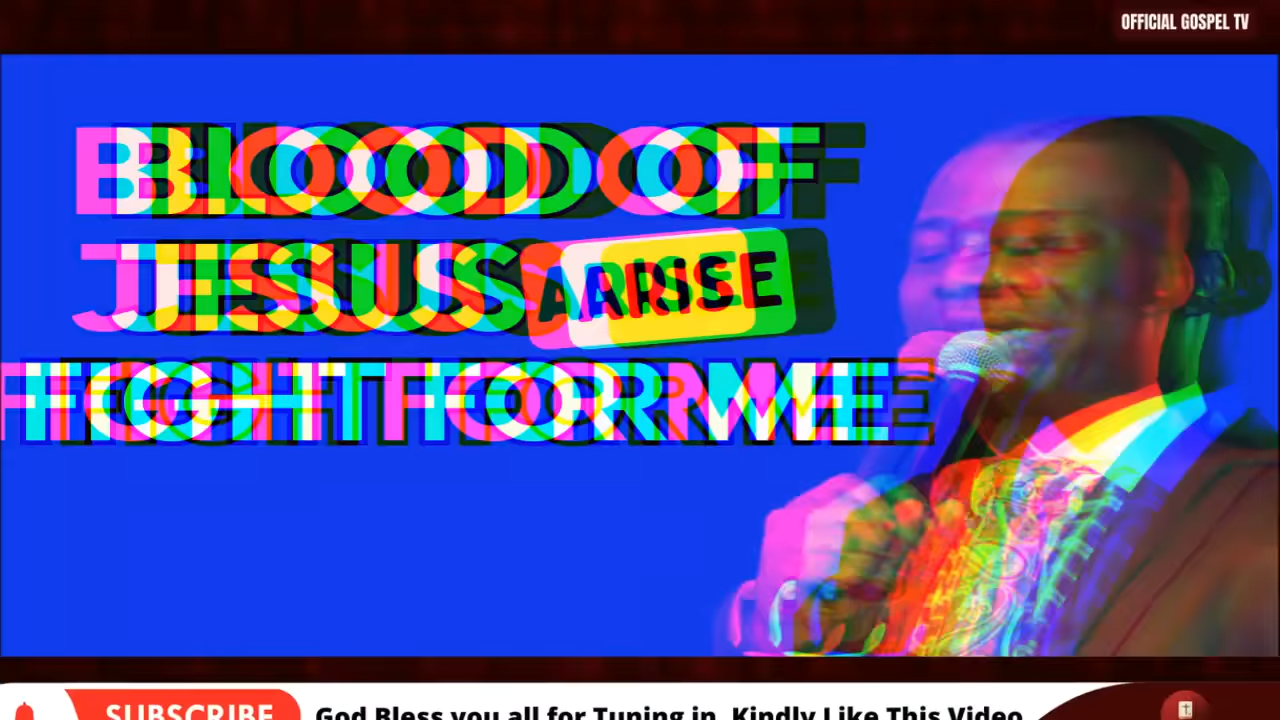 OFFICIAL GOSPEL TV
BLOOD OF
JESUS ARISE
FIGHT FOR ME
SUBSCRIBE God Bless you all for Tuning in. Kindly Like This Video